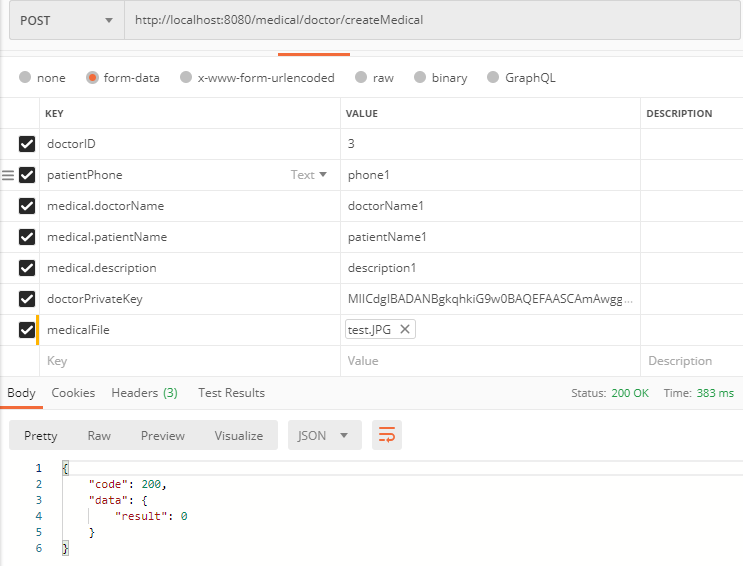 POST http://localhost:8080/medical/doctor/createMedical
none form-data x-www-form-urlencoded raw binary GraphQL
KEY VALUE DESCRIPTION
doctorID 3
patientPhone Text phone1
medical.doctorName doctorName1
medical.patientName patientName1
medical.description description1
doctorPrivateKey MIICdgIBADANBgkqhkiG9w0BAQEFAASCAmAwgg...
medicalFile test.JPG
Key Value Description
Body Cookies Headers (3) Test Results Status: 200 OK Time: 383 ms
Pretty Raw Preview Visualize JSON
1 {
2 "code": 200,
3 "data": {
4 "result": 0
5 }
6 }